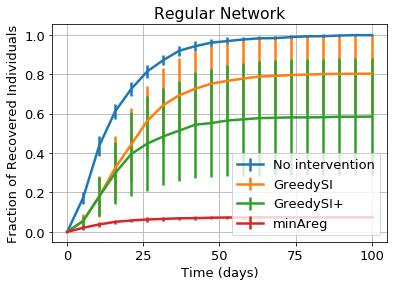 Regular Network
Fraction of Recovered Individuals
1.0
0.8
0.6
0.4
0.2
0.0
No intervention
GreedySI
GreedySI+
minAreg
0
25
50
75
100
Time (days)